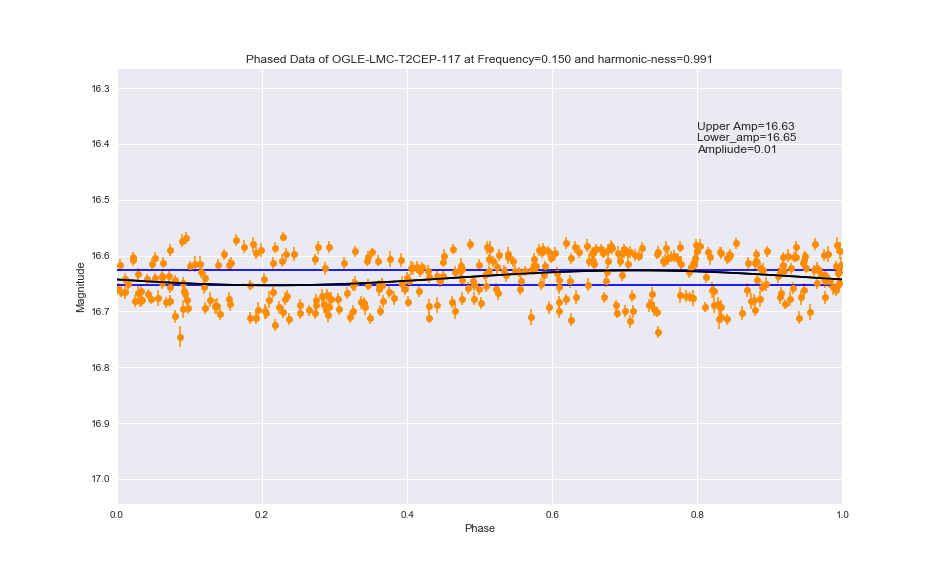 Phased Data of OGLE-LMC-T2CEP-117 at Frequency=0.150 and harmonic-ness=0.991
16.3
Upper Amp=16.63
Lower_amp=16.65
Ampliude=0.01
16.4
16.5
16.6
Magnitude
16.7
16.8
16.9
17.0
0.0 0.2 0.4 0.6 0.8 1.0
Phase